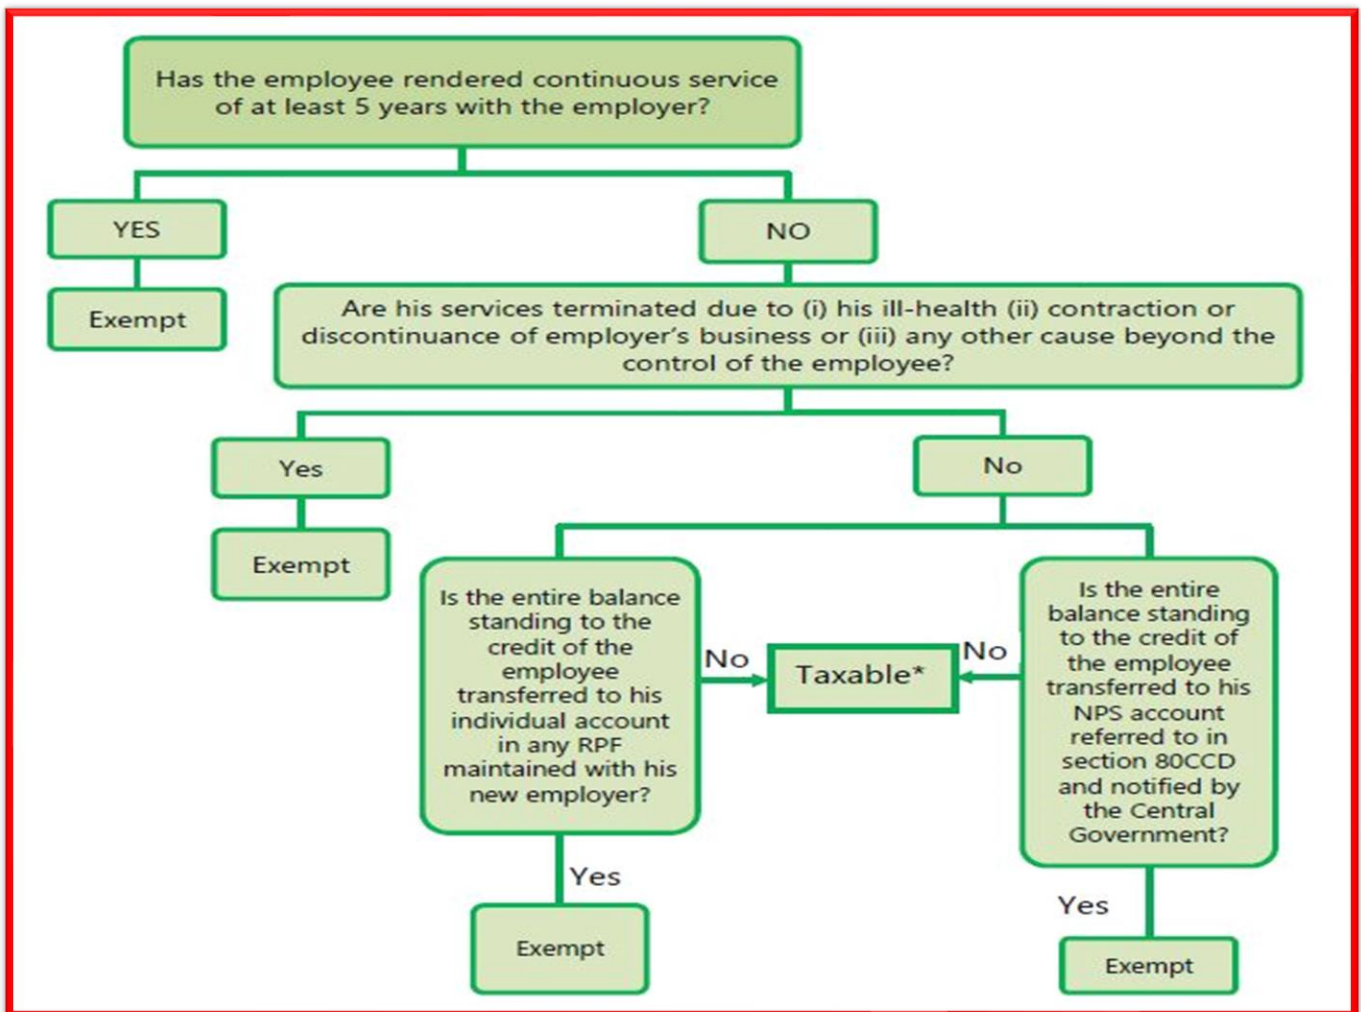 Has the employee rendered continuous service
of at least 5 years with the employer?
YES
NO
Exempt
Are his services terminated due to (i) his ill-health (ii) contraction or
discontinuance of employer's business or (iii) any other cause beyond the
control of the employee?
Yes
No
Exempt
Is the entire balance
standing to the
credit of the
employee
transferred to his
individual account
in any RPF
maintained with his
new employer?
No
Taxable*
No
Is the entire
balance standing
to the credit of
the employee
transferred to his
NPS account
referred to in
section 80CCD
and notified by
the Central
Government?
Yes
Exempt
Yes
Exempt